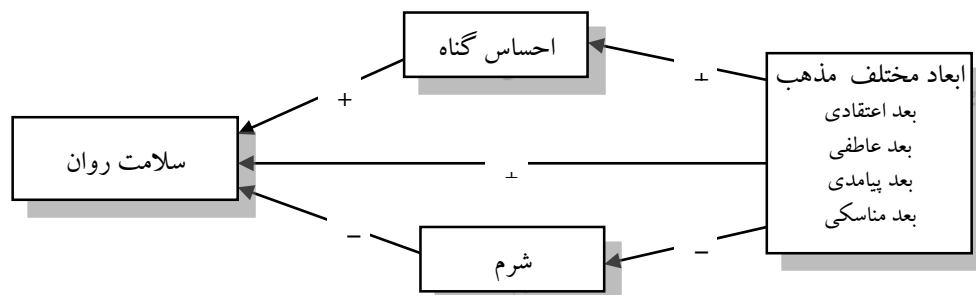 احساس گناه
ابعاد مختلف مذهب
بعد اعتقادی
بعد عاطفی
بعد پیامدی
بعد مناسکی
+
+
سلامت روان
+
−
−
شرم